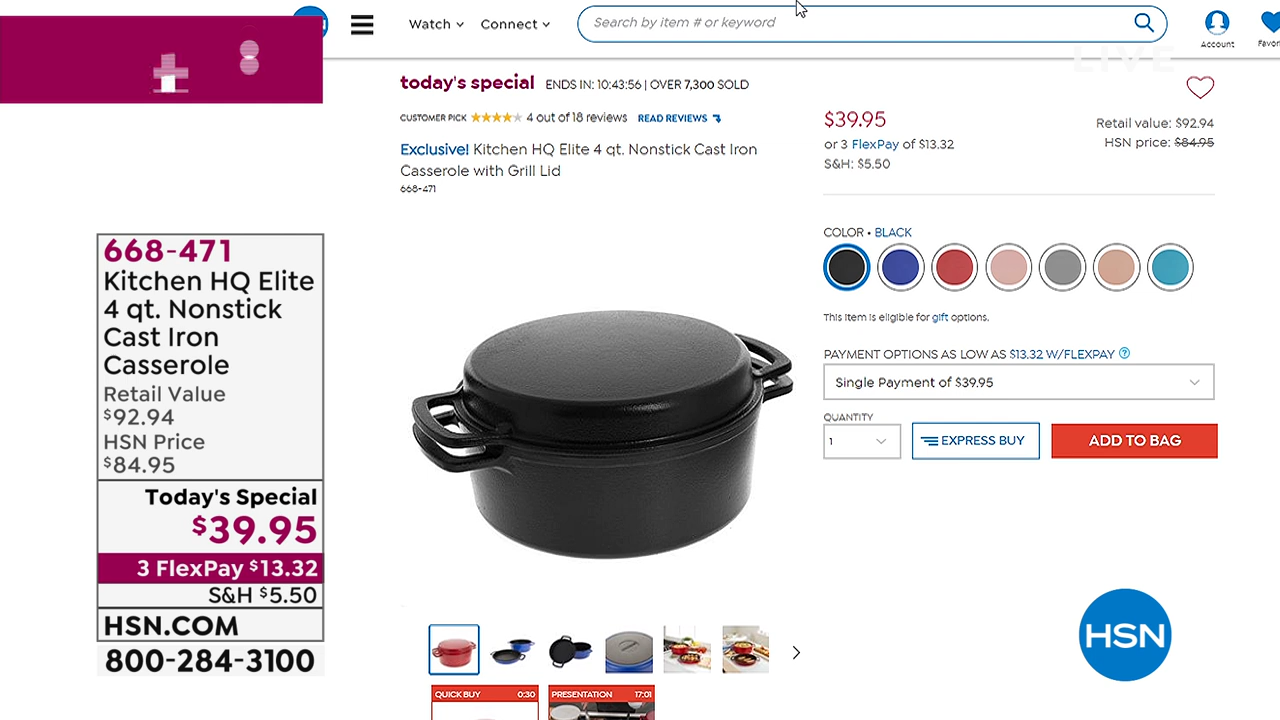 Watch
Connect
Search by item # or keyword
Account
LIVE
today's special ENDS IN: 10:43:56 | OVER 7,300 SOLD
CUSTOMER PICK 4 out of 18 reviews READ REVIEWS
Exclusive! Kitchen HQ Elite 4 qt. Nonstick Cast Iron
Casserole with Grill Lid
668-471
$39.95
or 3 FlexPay of $13.32
S&H: $5.50
Retail value: $92.94
HSN price: $84.95
COLOR • BLACK
This item is eligible for gift options.
PAYMENT OPTIONS AS LOW AS $13.32 W/FLEXPAY ?
Single Payment of $39.95
QUANTITY
1
EXPRESS BUY
ADD TO BAG
668-471
Kitchen HQ Elite
4 qt. Nonstick
Cast Iron
Casserole
Retail Value
$92.94
HSN Price
$84.95
Today's Special
$39.95
3 FlexPay $13.32
S&H $5.50
HSN.COM
800-284-3100
QUICK BUY 0:30
PRESENTATION 17:01
HSN